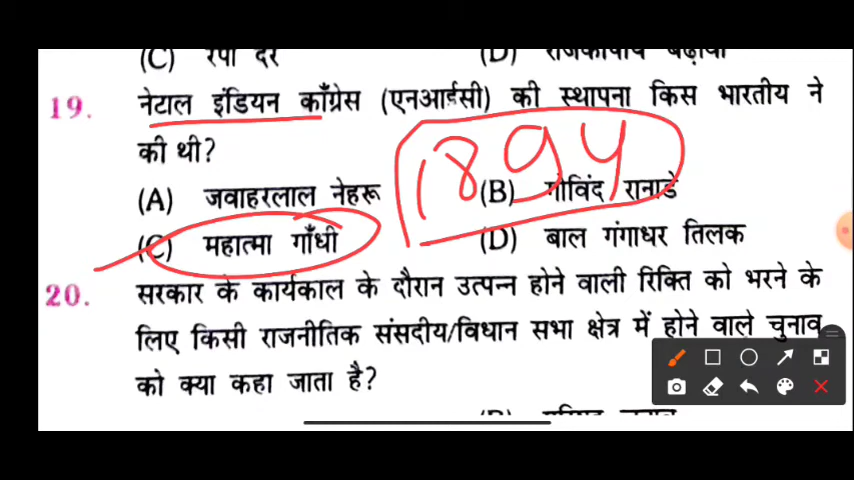 (C) रेपो दर
19. नेटाल इंडियन काँग्रेस (एनआईसी) की स्थापना किस भारतीय ने
की थी?
1894
(A) जवाहरलाल नेहरू (B) गोविंद रानाडे
(C) महात्मा गाँधी (D) बाल गंगाधर तिलक
20. सरकार के कार्यकाल के दौरान उत्पन्न होने वाली रिक्ति को भरने के
लिए किसी राजनीतिक संसदीय/विधान सभा क्षेत्र में होने वाले चुनाव
को क्या कहा जाता है?